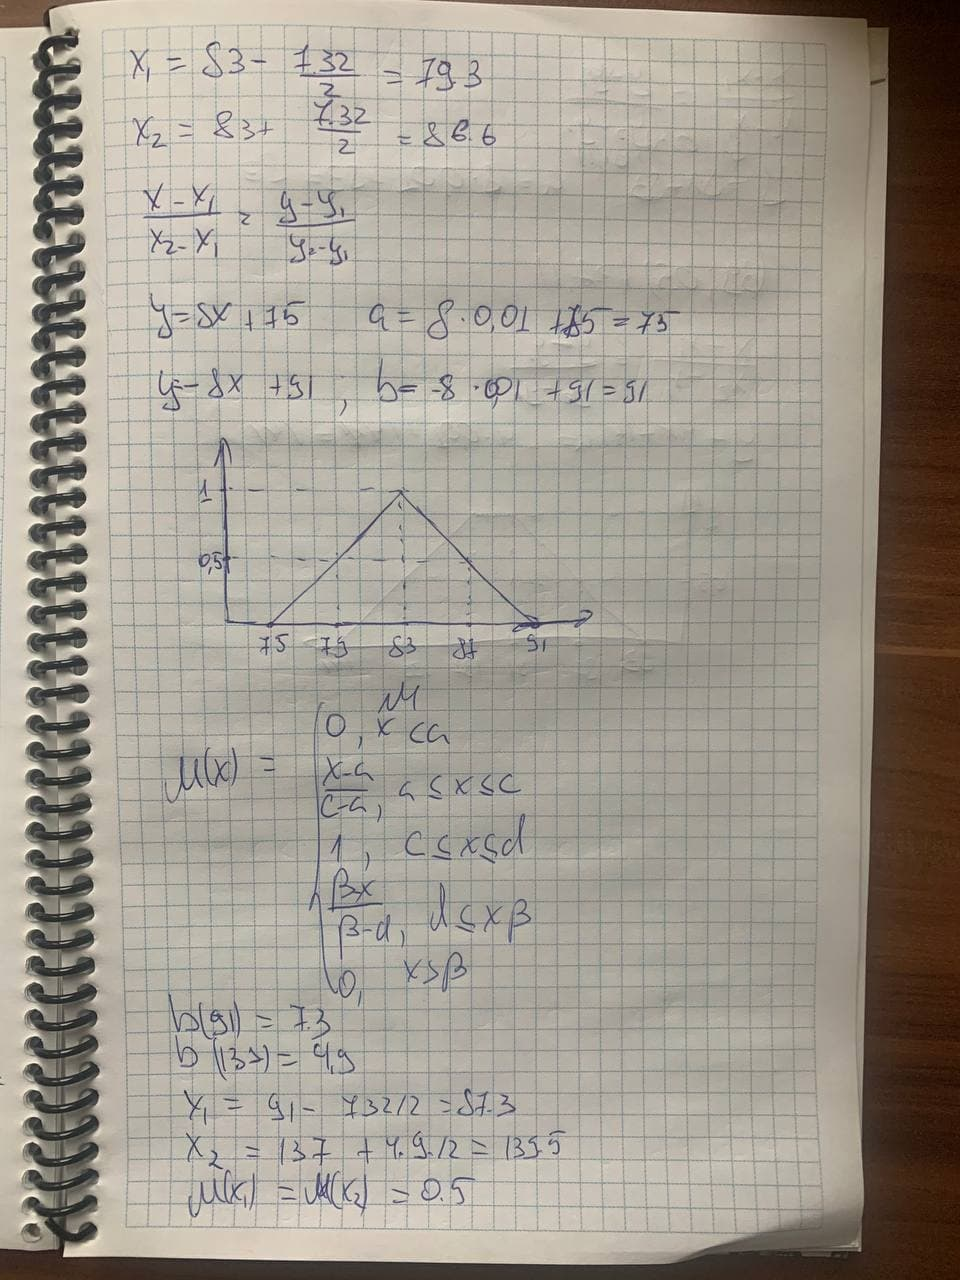 x₁ = 83 - 7.32/2 = 79.3
x₂ = 83 + 7.32/2 = 86.6
(x - x₁)/(x₂ - x₁) = (y - y₁)/(y₂ - y₁)
y = 8x + 75 a = 8 · 0,01 + 75 = 75
y = -8x + 91 ; b = -8 · 0,01 + 91 = 91
1
0,5
75 79 83 87 91
M
μ(x) =
0, x < a
(x-a)/(c-a), a ≤ x ≤ c
1, c ≤ x ≤ d
(β-x)/(β-d), d ≤ x β
0, x > β
b(91) = 7.3
b(137) = 4,9
x₁ = 91 - 7.32/2 = 87.3
x₂ = 137 + 4.9/2 = 139.5
μ(x₁) = μ(x₂) = 0.5